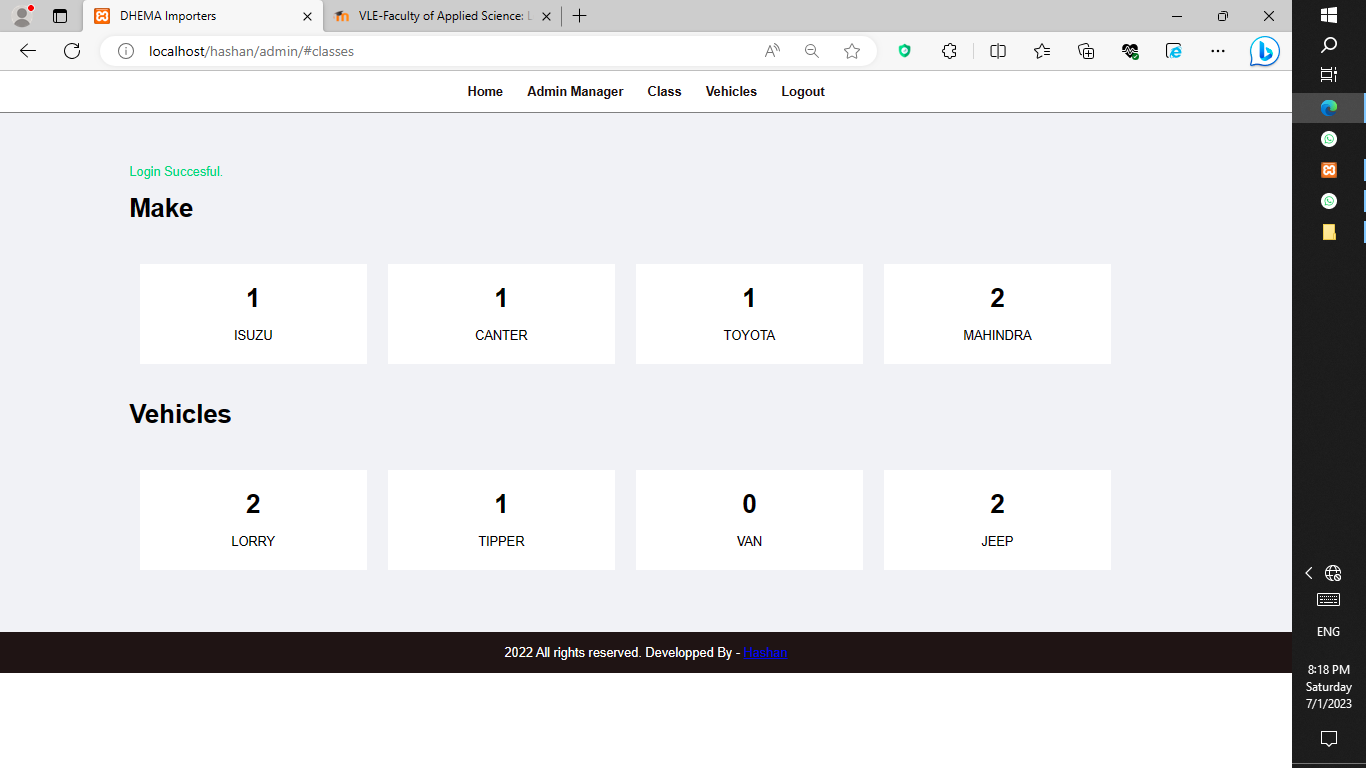 DHEMA Importers
VLE-Faculty of Applied Science: L
localhost/hashan/admin/#classes
Home Admin Manager Class Vehicles Logout
Login Succesful.
Make
1 1 1 2
ISUZU CANTER TOYOTA MAHINDRA
Vehicles
2 1 0 2
LORRY TIPPER VAN JEEP
2022 All rights reserved. Developped By - Hashan
ENG
8:18 PM
Saturday
7/1/2023